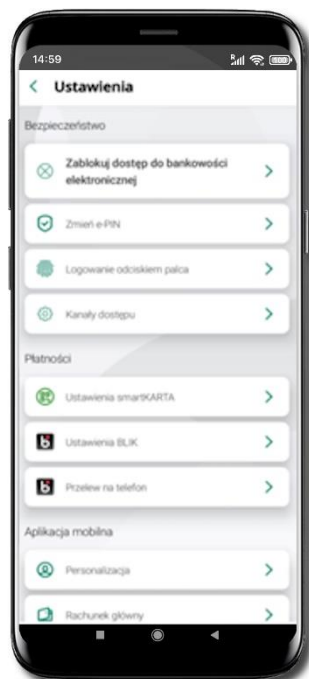 14:59
Ustawienia
Bezpieczeństwo
Zablokuj dostęp do bankowości
elektronicznej
Zmień e-PIN
Logowanie odciskiem palca
Kanały dostępu
Płatności
Ustawienia smartKARTA
Ustawienia BLIK
Przelew na telefon
Aplikacja mobilna
Personalizacja
Rachunek główny